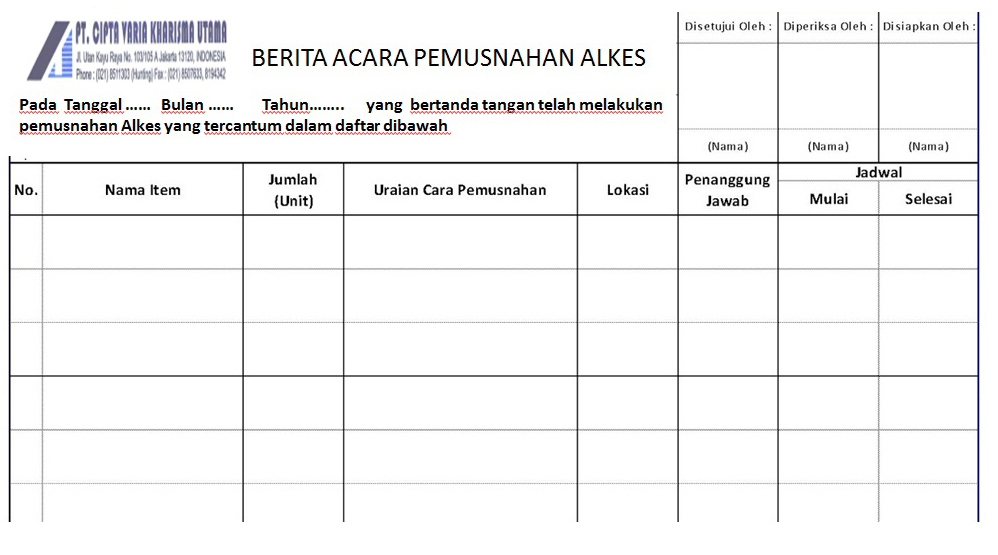 PT. CIPTA VARIA KHARISMA UTAMA
Jl. Utan Kayu Raya No. 103/105 A Jakarta 13120, INDONESIA
Phone : (021) 8511303 (Hunting) Fax : (021) 8507633, 8194342
BERITA ACARA PEMUSNAHAN ALKES
Pada Tanggal ...... Bulan ...... Tahun........ yang bertanda tangan telah melakukan
pemusnahan Alkes yang tercantum dalam daftar dibawah
Disetujui Oleh : Diperiksa Oleh : Disiapkan Oleh :
(Nama) (Nama) (Nama)
No. Nama Item Jumlah (Unit) Uraian Cara Pemusnahan Lokasi Penanggung Jawab Jadwal
Mulai Selesai